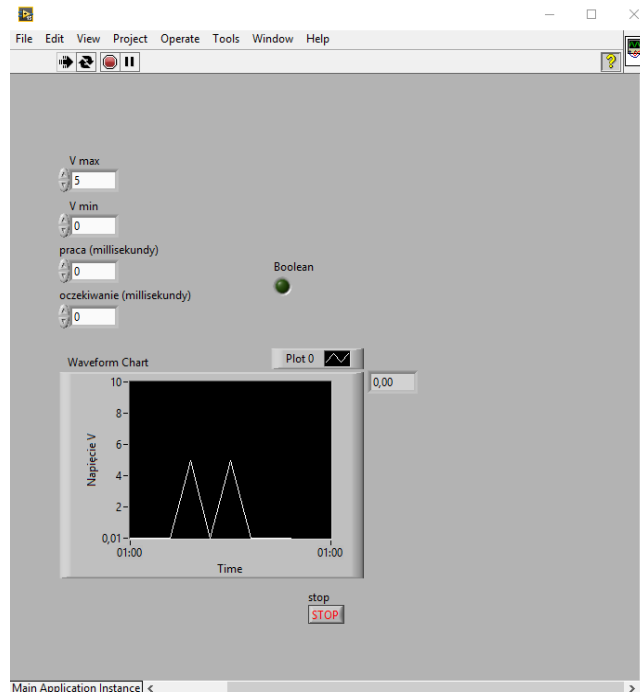 File Edit View Project Operate Tools Window Help
V max
5
V min
0
praca (millisekundy)
0
Boolean
oczekiwanie (millisekundy)
0
Waveform Chart
Plot 0
0,00
10
8
6
4
2
0,01
Napięcie V
01:00 01:00
Time
stop
STOP
Main Application Instance